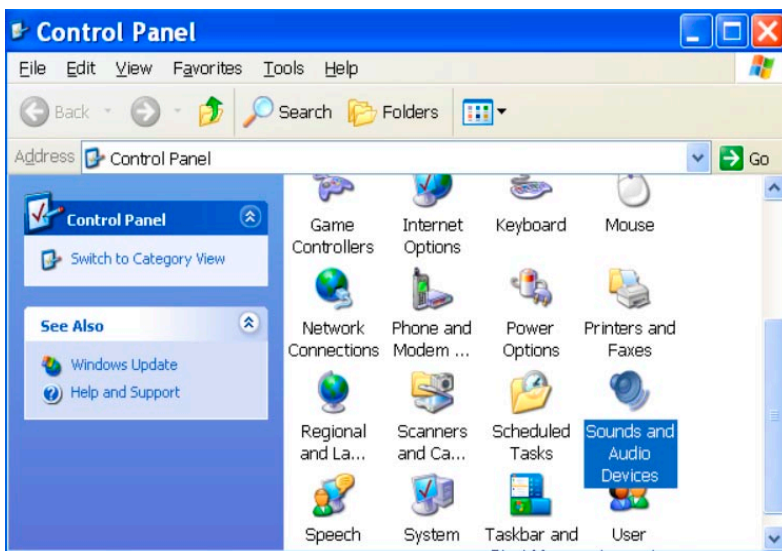 Control Panel
File Edit View Favorites Tools Help
Back Search Folders
Address Control Panel Go
Control Panel
Switch to Category View
See Also
Windows Update
Help and Support
Game Internet Keyboard Mouse
Controllers Options
Network Phone and Power Printers and
Connections Modem ... Options Faxes
Regional Scanners Scheduled Sounds and
and La... and Ca... Tasks Audio
Devices
Speech System Taskbar and User